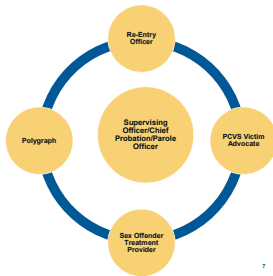 Re-Entry
Officer
Supervising
Officer/Chief
Probation/Parole
Officer
Polygraph
PCVS Victim
Advocate
Sex Offender
Treatment
Provider
7